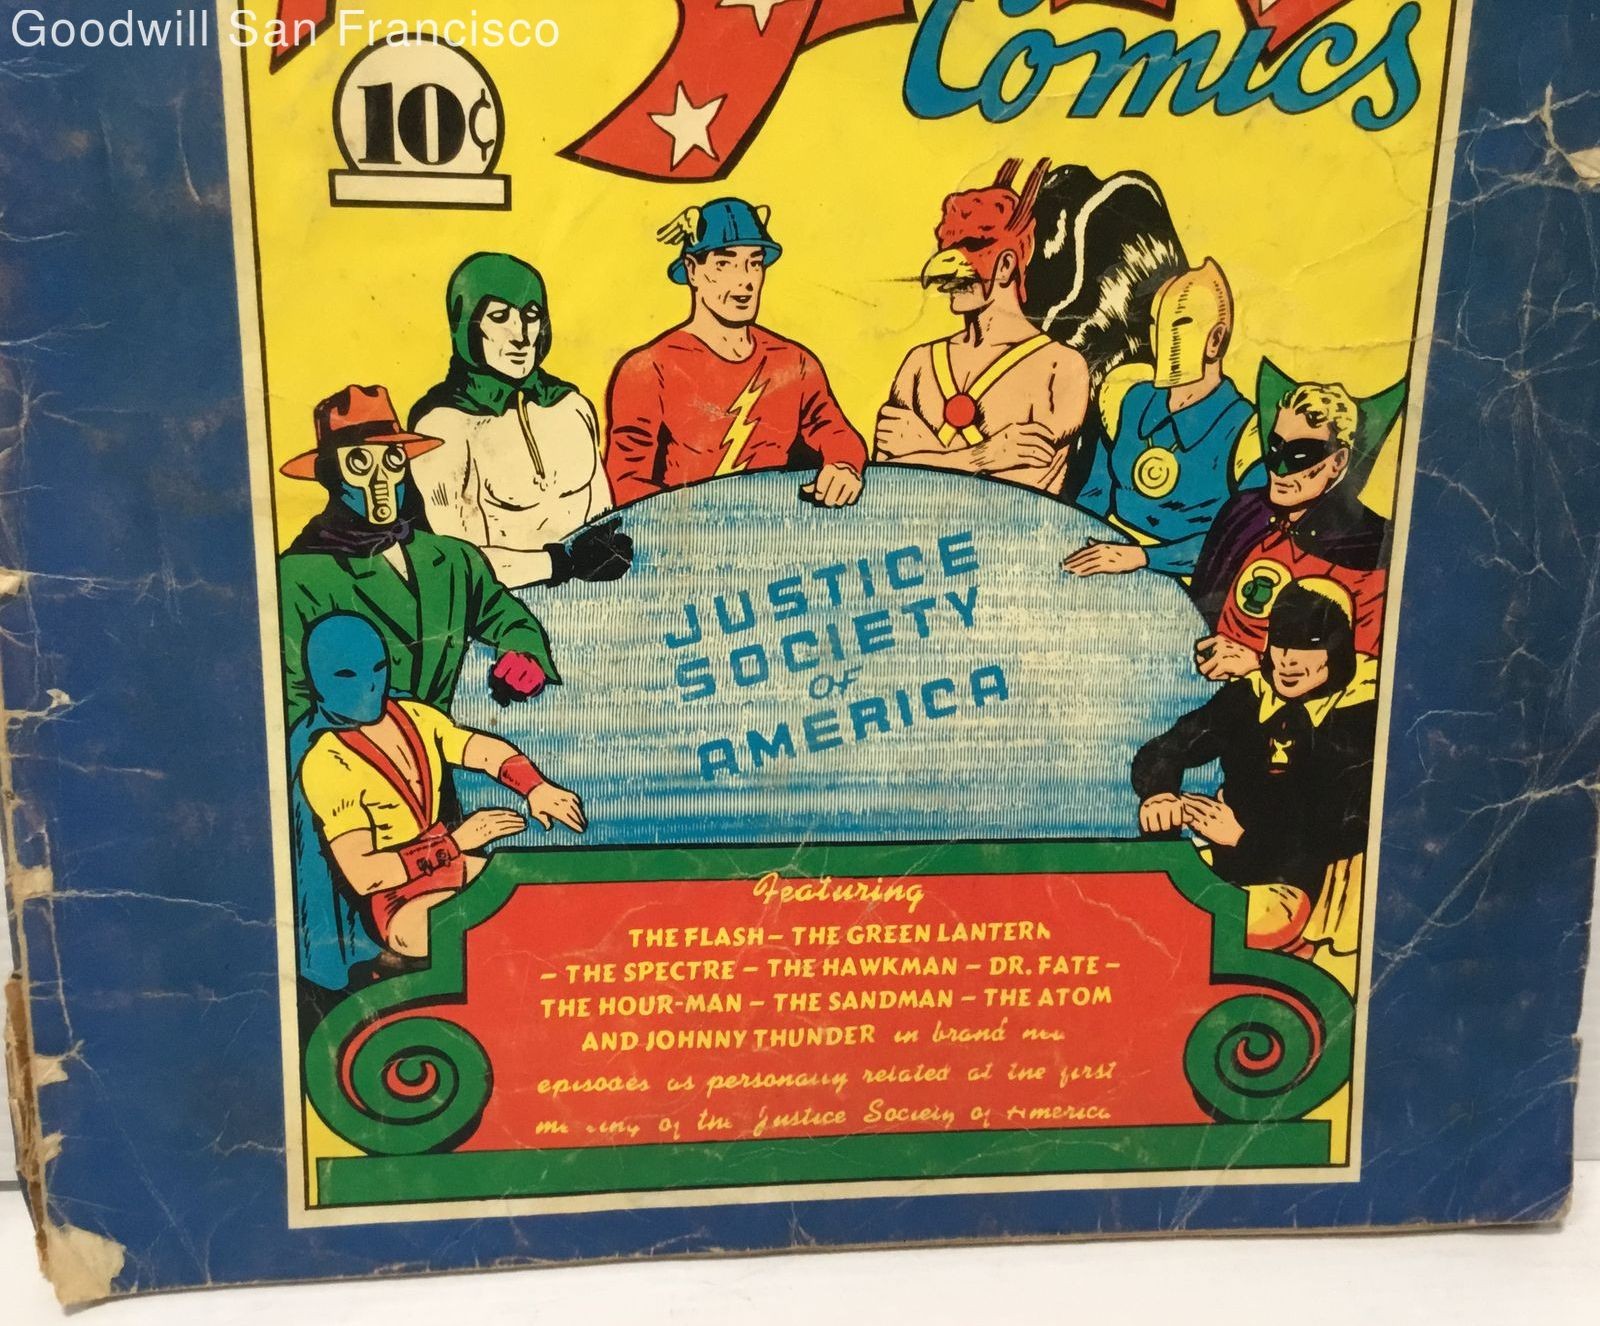 Goodwill San Francisco
Comics
10¢
JUSTICE
SOCIETY
OF
AMERICA
Featuring
THE FLASH – THE GREEN LANTERN
– THE SPECTRE – THE HAWKMAN – DR. FATE –
THE HOUR-MAN – THE SANDMAN – THE ATOM
AND JOHNNY THUNDER in brand
episodes as personally related at the first
of the Justice Society of America